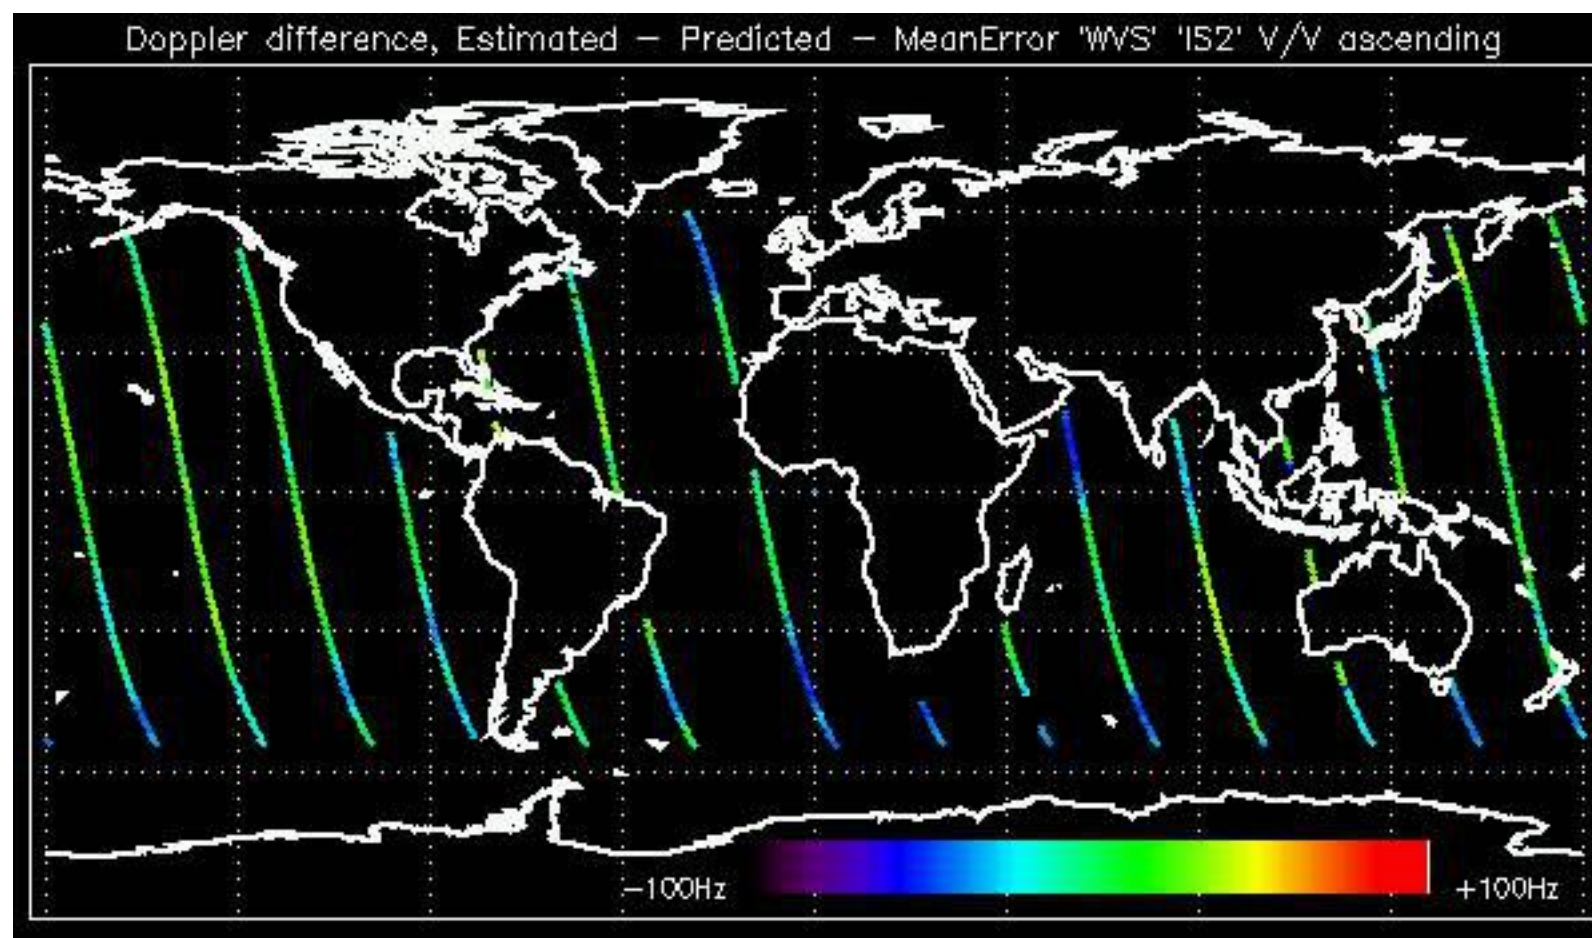 Doppler difference, Estimated – Predicted – MeanError 'WVS' 'IS2' V/V ascending
–100Hz
+100Hz